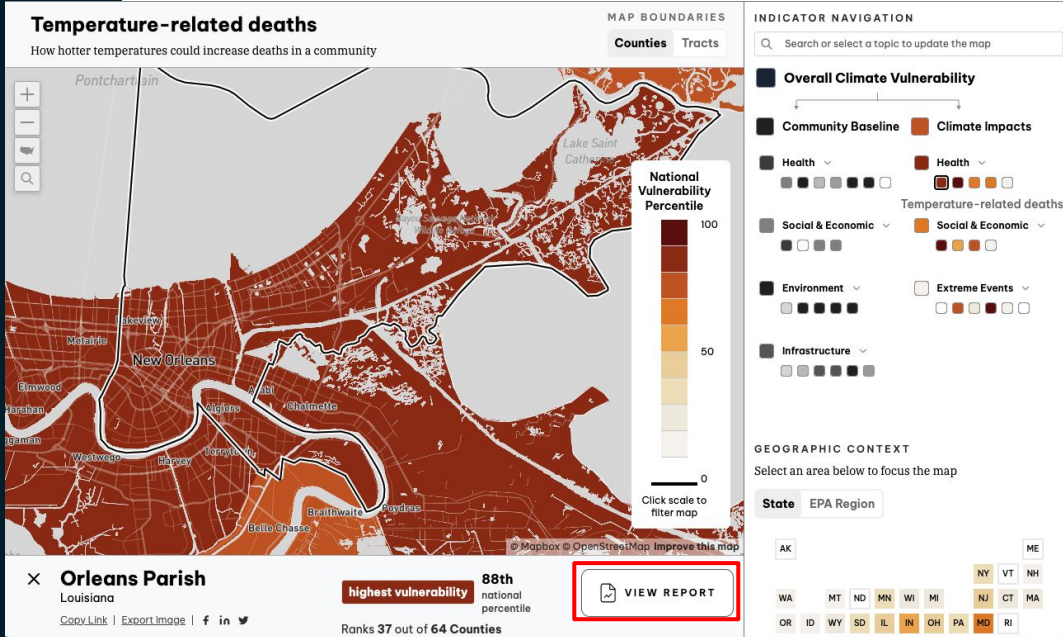 Temperature-related deaths
How hotter temperatures could increase deaths in a community
MAP BOUNDARIES
Counties Tracts
Pontchartrain
Lake Saint
Catherine
Bayou Sauvage National
Wildlife Refuge
Lakeview
Metairie
New Orleans
Elmwood
Harahan
Arabi
Algiers
Chalmette
Westwego
Harvey
Terrytown
Belle Chasse
Braithwaite
Poydras
National
Vulnerability
Percentile
100
50
0
Click scale to
filter map
© Mapbox © OpenStreetMap Improve this map
Orleans Parish
Louisiana
Copy Link | Export Image |
highest vulnerability
88th
national
percentile
Ranks 37 out of 64 Counties
VIEW REPORT
INDICATOR NAVIGATION
Search or select a topic to update the map
Overall Climate Vulnerability
Community Baseline
Climate Impacts
Health
Health
Temperature-related deaths
Social & Economic
Social & Economic
Environment
Extreme Events
Infrastructure
GEOGRAPHIC CONTEXT
Select an area below to focus the map
State EPA Region
AK ME
NY VT NH
WA MT ND MN WI MI NJ CT MA
OR ID WY SD IL IN OH PA MD RI